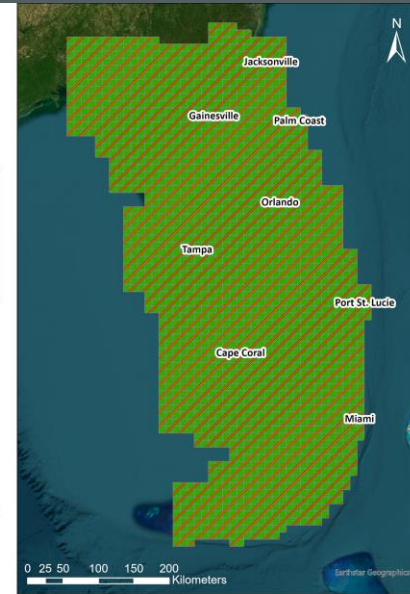 N
Jacksonville
Gainesville
Palm Coast
Orlando
Tampa
Port St. Lucie
Cape Coral
Miami
0 25 50 100 150 200
Kilometers
Earthstar Geographics